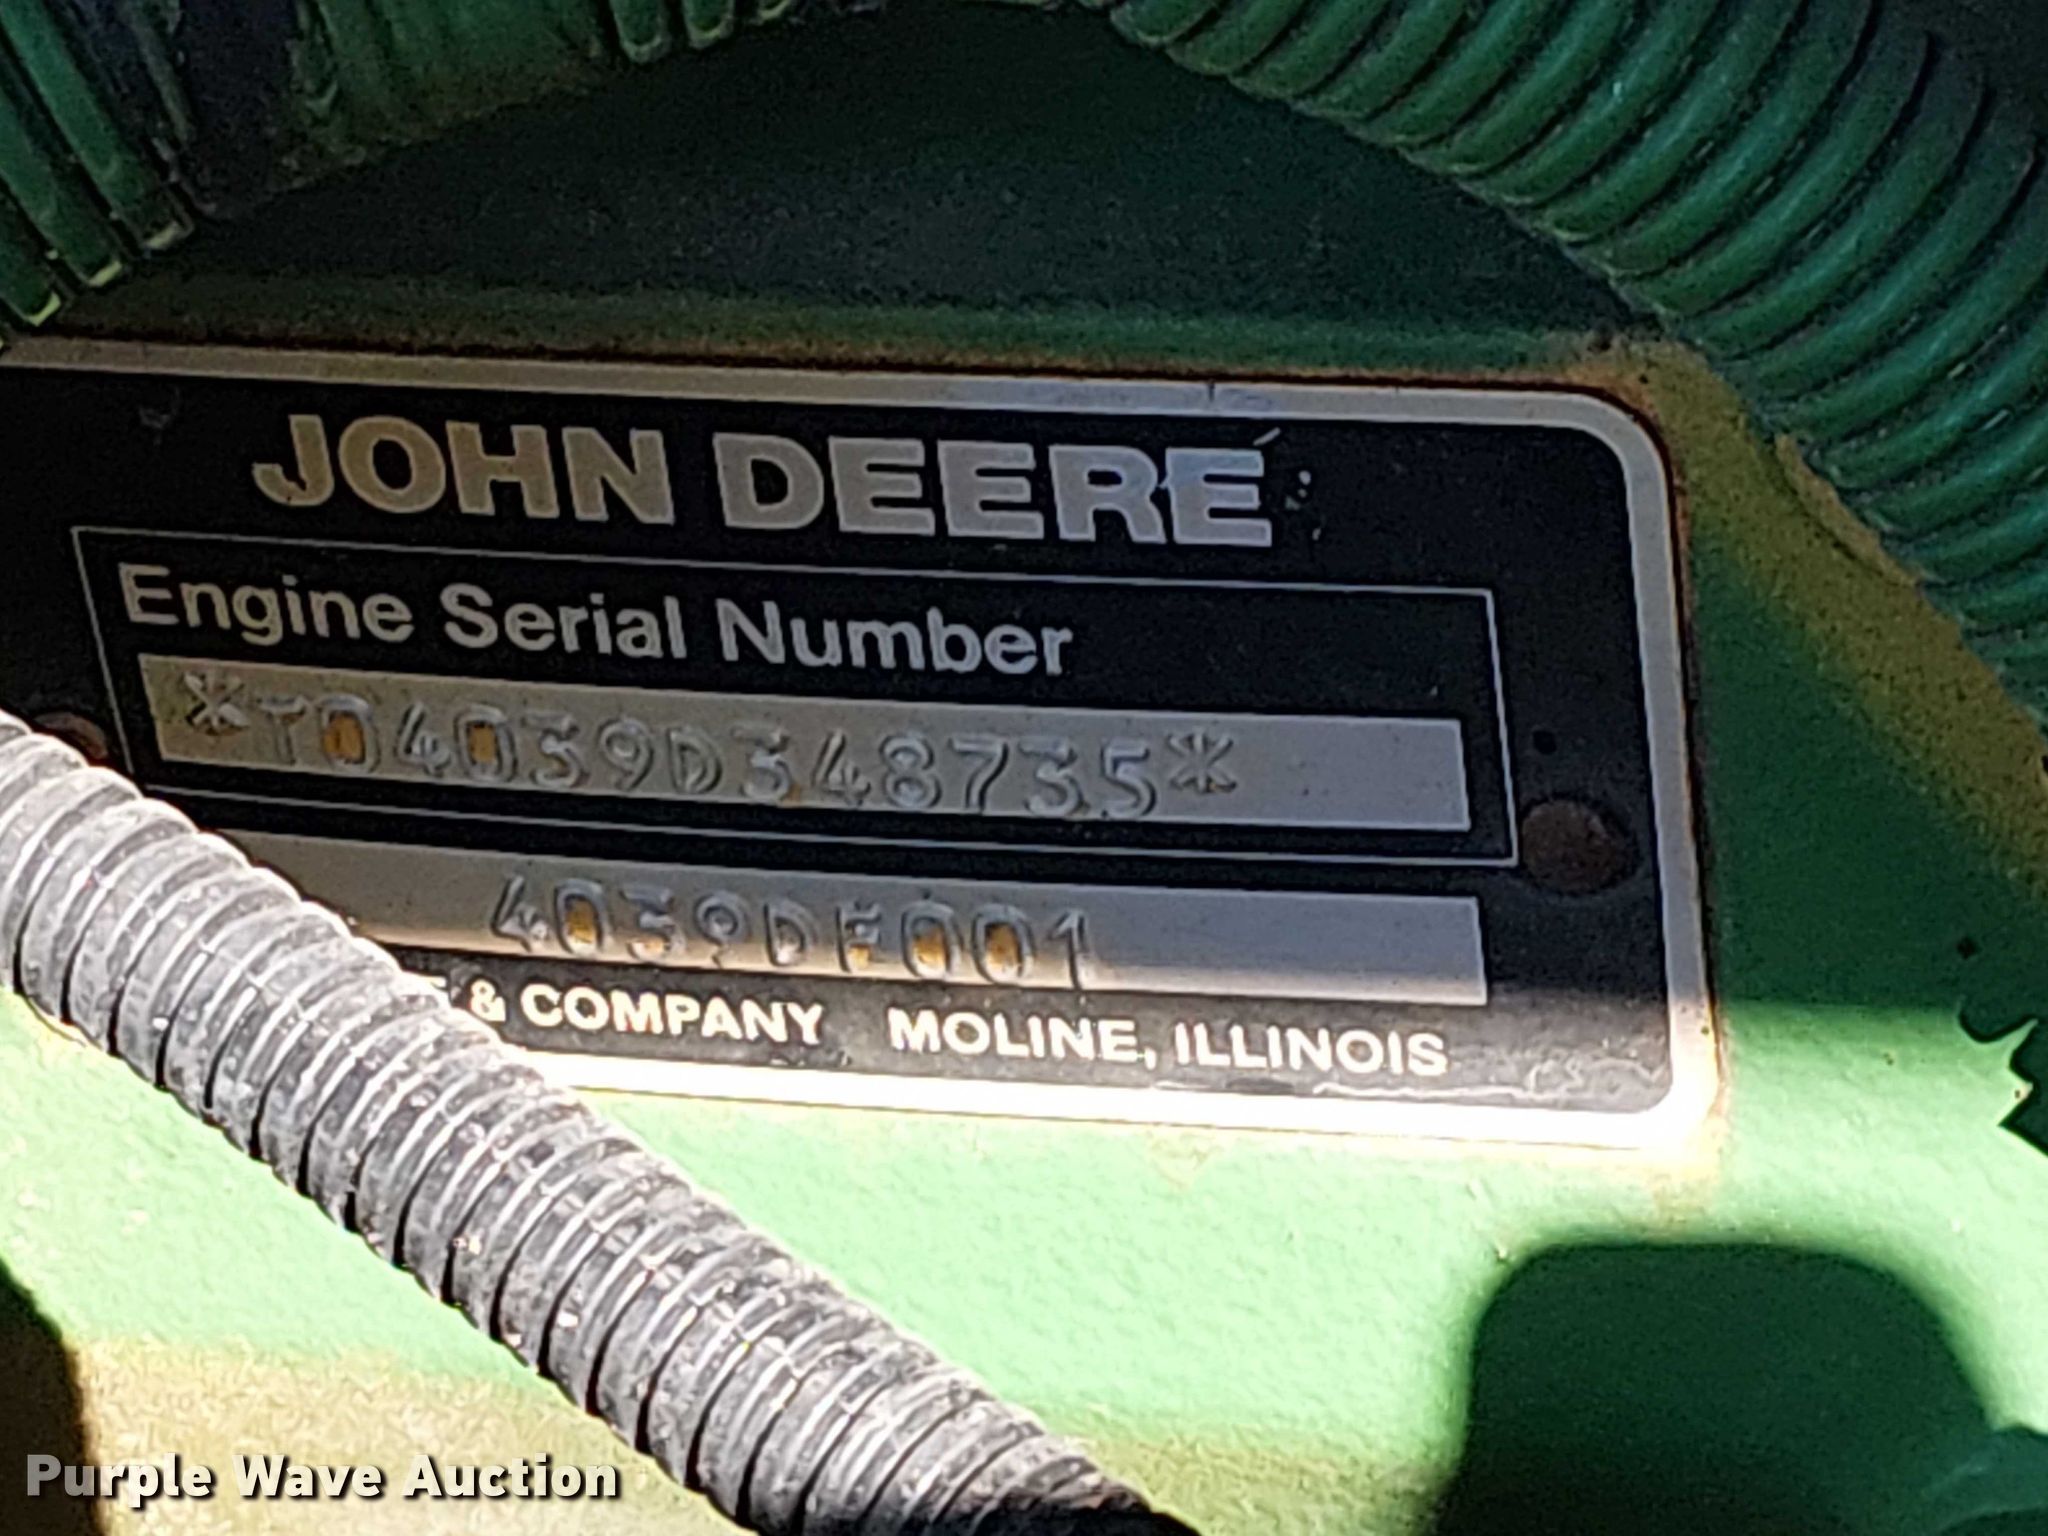 JOHN DEERE
Engine Serial Number
*T04039D348735*
4039DF001
& COMPANY MOLINE, ILLINOIS
Purple Wave Auction